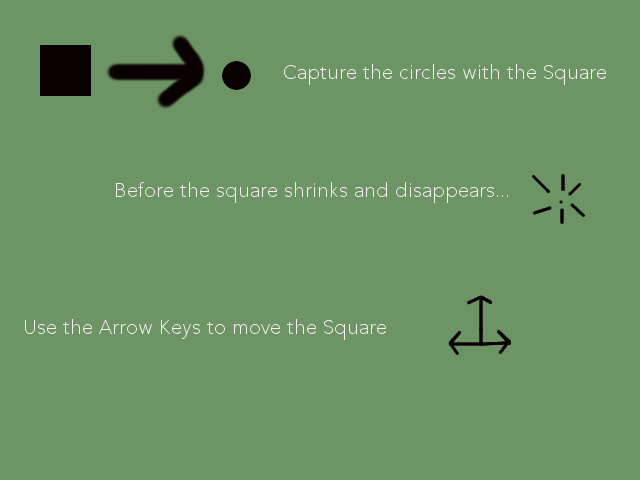 Capture the circles with the Square
Before the square shrinks and disappears...
Use the Arrow Keys to move the Square